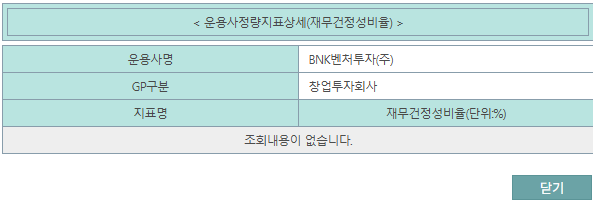 < 운용사정량지표상세(재무건정성비율) >
운용사명 BNK벤처투자(주)
GP구분 창업투자회사
지표명 재무건정성비율(단위:%)
조회내용이 없습니다.
닫기